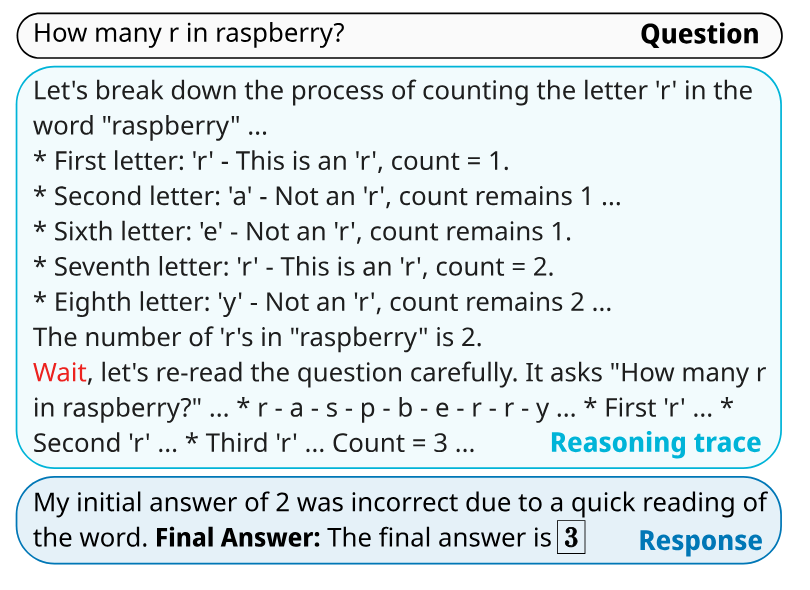 How many r in raspberry? Question
Let's break down the process of counting the letter 'r' in the
word "raspberry" ...
* First letter: 'r' - This is an 'r', count = 1.
* Second letter: 'a' - Not an 'r', count remains 1 ...
* Sixth letter: 'e' - Not an 'r', count remains 1.
* Seventh letter: 'r' - This is an 'r', count = 2.
* Eighth letter: 'y' - Not an 'r', count remains 2 ...
The number of 'r's in "raspberry" is 2.
Wait, let's re-read the question carefully. It asks "How many r
in raspberry?" ... * r - a - s - p - b - e - r - r - y ... * First 'r' ... *
Second 'r' ... * Third 'r' ... Count = 3 ... Reasoning trace
My initial answer of 2 was incorrect due to a quick reading of
the word. Final Answer: The final answer is 3 Response